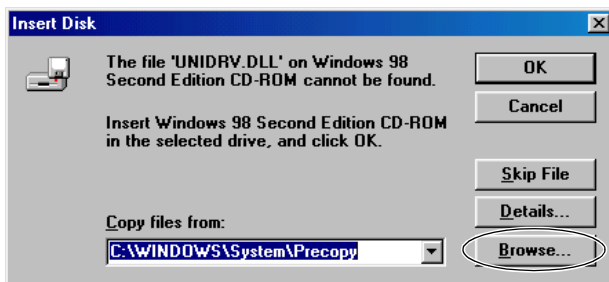 Insert Disk
The file 'UNIDRV.DLL' on Windows 98
Second Edition CD-ROM cannot be found.
Insert Windows 98 Second Edition CD-ROM
in the selected drive, and click OK.
Copy files from:
C:\WINDOWS\System\Precopy
OK
Cancel
Skip File
Details...
Browse...